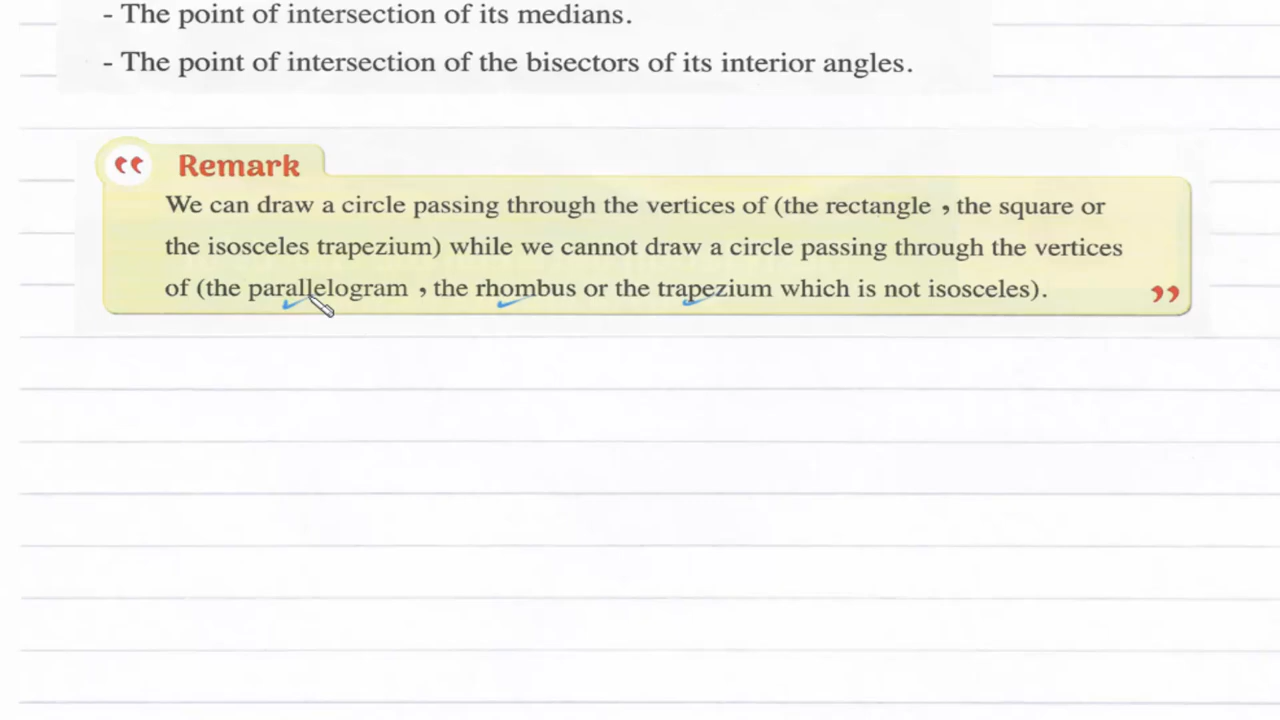 - The point of intersection of its medians.
- The point of intersection of the bisectors of its interior angles.
Remark
We can draw a circle passing through the vertices of (the rectangle , the square or
the isosceles trapezium) while we cannot draw a circle passing through the vertices
of (the parallelogram , the rhombus or the trapezium which is not isosceles).